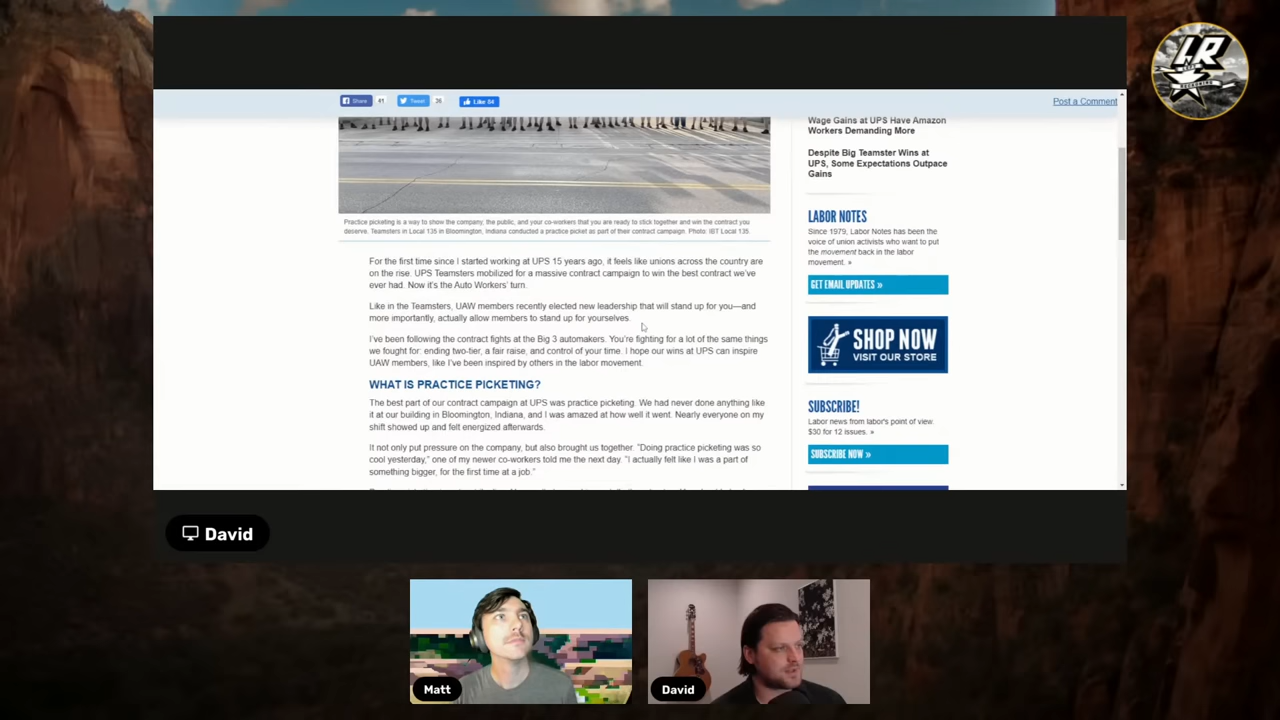 LR
RECKONING
Share
41
Tweet
36
Like 84
Post a Comment
Practice picketing is a way to show the company, the public, and your co-workers that you are ready to stick together and win the contract you
deserve. Teamsters in Local 135 in Bloomington, Indiana conducted a practice picket as part of their contract campaign. Photo: IBT Local 135.
For the first time since I started working at UPS 15 years ago, it feels like unions across the country are
on the rise. UPS Teamsters mobilized for a massive contract campaign to win the best contract we've
ever had. Now it's the Auto Workers' turn.
Like in the Teamsters, UAW members recently elected new leadership that will stand up for you—and
more importantly, actually allow members to stand up for yourselves.
I've been following the contract fights at the Big 3 automakers. You're fighting for a lot of the same things
we fought for: ending two-tier, a fair raise, and control of your time. I hope our wins at UPS can inspire
UAW members, like I've been inspired by others in the labor movement.
WHAT IS PRACTICE PICKETING?
The best part of our contract campaign at UPS was practice picketing. We had never done anything like
it at our building in Bloomington, Indiana, and I was amazed at how well it went. Nearly everyone on my
shift showed up and felt energized afterwards.
It not only put pressure on the company, but also brought us together. "Doing practice picketing was so
cool yesterday," one of my newer co-workers told me the next day. "I actually felt like I was a part of
something bigger, for the first time at a job."
Wage Gains at UPS Have Amazon
Workers Demanding More
Despite Big Teamster Wins at
UPS, Some Expectations Outpace
Gains
LABOR NOTES
Since 1979, Labor Notes has been the
voice of union activists who want to put
the movement back in the labor
movement. »
GET EMAIL UPDATES »
SHOP NOW
VISIT OUR STORE
SUBSCRIBE!
Labor news from labor's point of view.
$30 for 12 issues. »
SUBSCRIBE NOW »
David
Matt
David